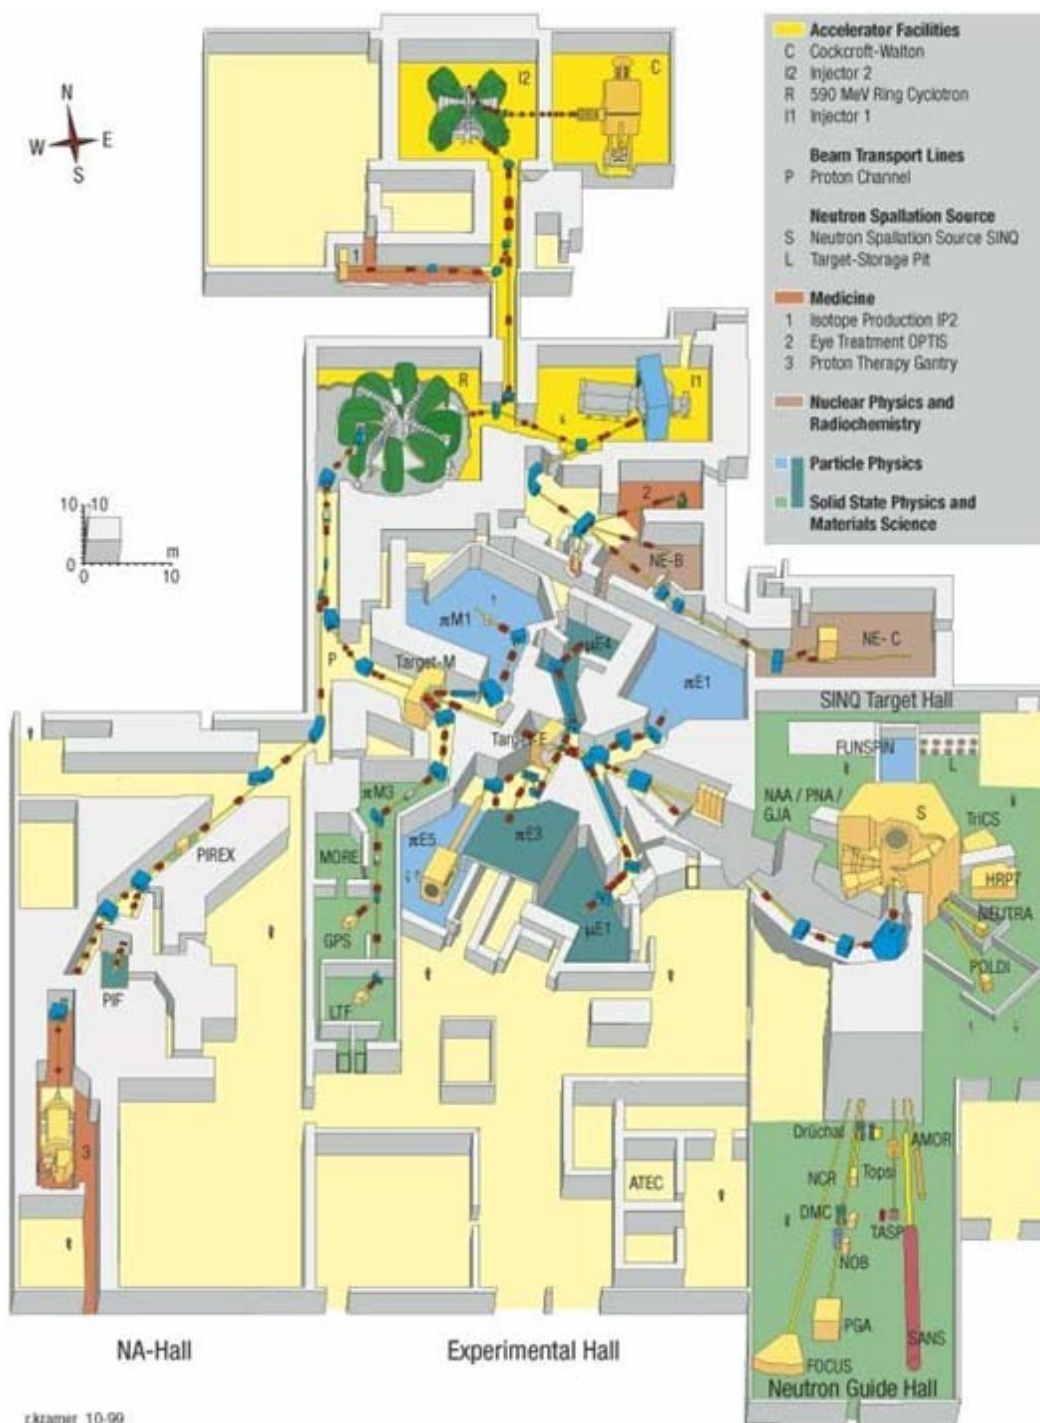 N
W E
S
I2
C
1
R
I1
2
10 10
m
0
0 10
NE-B
πM1
μE4
NE- C
P
Target-M
πE1
SINQ Target Hall
Target-E
FUNSPIN
L
πM3
NAA / PNA /
GJA
S
TriCS
PIREX
MORE
πE5
πE3
HRPT
NEUTRA
GPS
μE1
POLDI
PIF
LTF
3
Drüchal
AMOR
NCR
Topsi
ATEC
DMC
TASP
NOB
PGA
SANS
FOCUS
NA-Hall
Experimental Hall
Neutron Guide Hall
r.kramer 10-99
Accelerator Facilities
C Cockcroft-Walton
I2 Injector 2
R 590 MeV Ring Cyclotron
I1 Injector 1
Beam Transport Lines
P Proton Channel
Neutron Spallation Source
S Neutron Spallation Source SINQ
L Target-Storage Pit
Medicine
1 Isotope Production IP2
2 Eye Treatment OPTIS
3 Proton Therapy Gantry
Nuclear Physics and
Radiochemistry
Particle Physics
Solid State Physics and
Materials Science